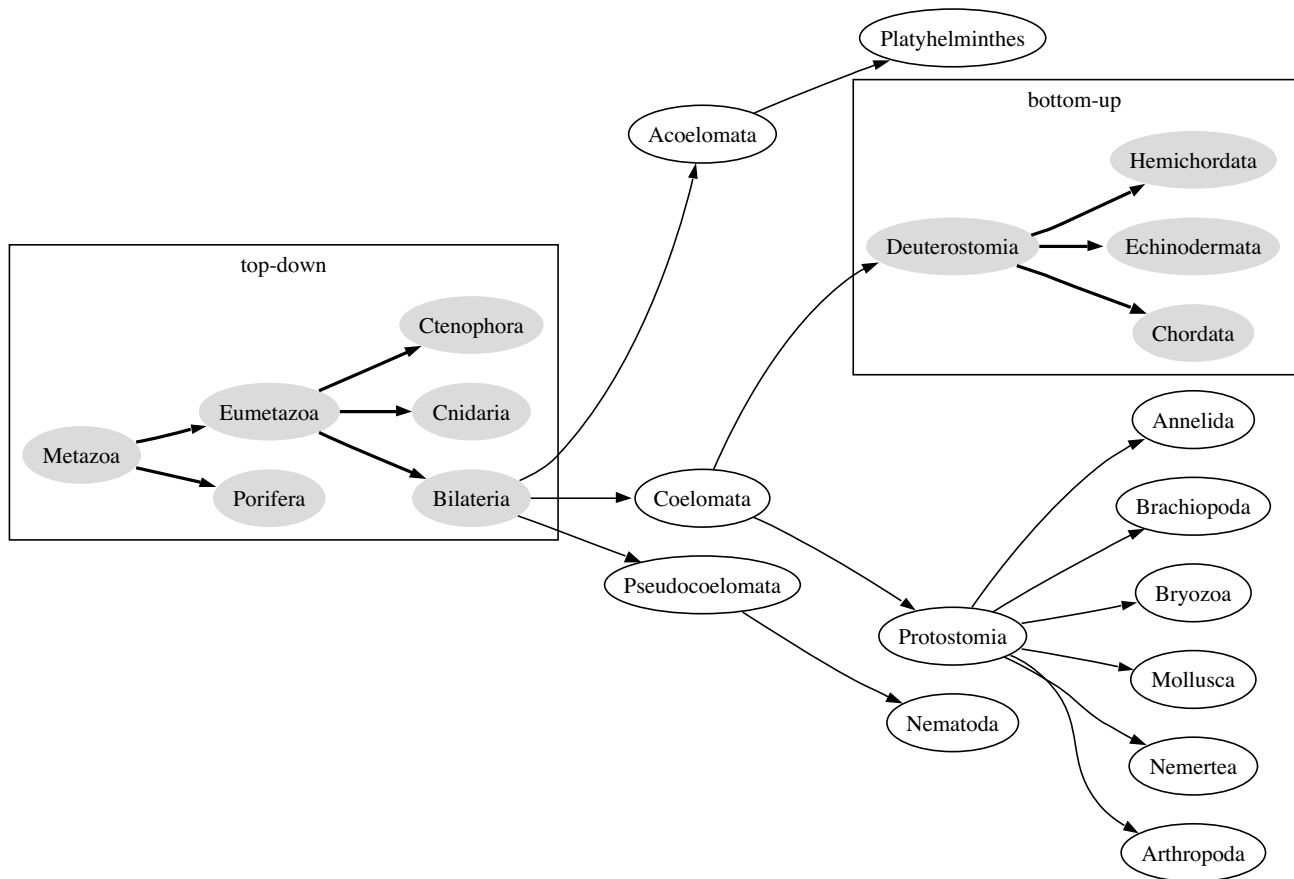 Platyhelminthes
bottom-up
Acoelomata
Hemichordata
Deuterostomia
Echinodermata
top-down
Ctenophora
Chordata
Eumetazoa
Cnidaria
Annelida
Metazoa
Porifera
Bilateria
Coelomata
Brachiopoda
Pseudocoelomata
Bryozoa
Protostomia
Mollusca
Nematoda
Nemertea
Arthropoda